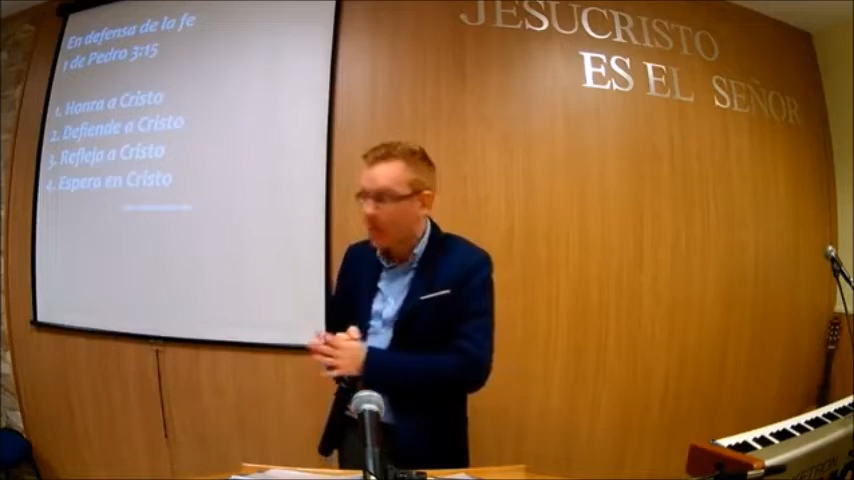 En defensa de la fe
1 de Pedro 3:15
1. Honra a Cristo
2. Defiende a Cristo
3. Refleja a Cristo
4. Espera en Cristo
JESUCRISTO
ES EL SEÑOR